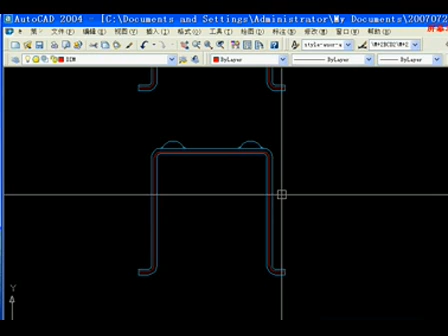 AutoCAD 2004 - [C:\Documents and Settings\Administrator\My Documents\2007072
文件(F) 编辑(E) 视图(V) 插入(I) 格式(O) 工具(T) 绘图(D) 标注(N) 修改(M) 窗口(W) 帮助(H)
DIM ByLayer ByLayer ByLayer
Y